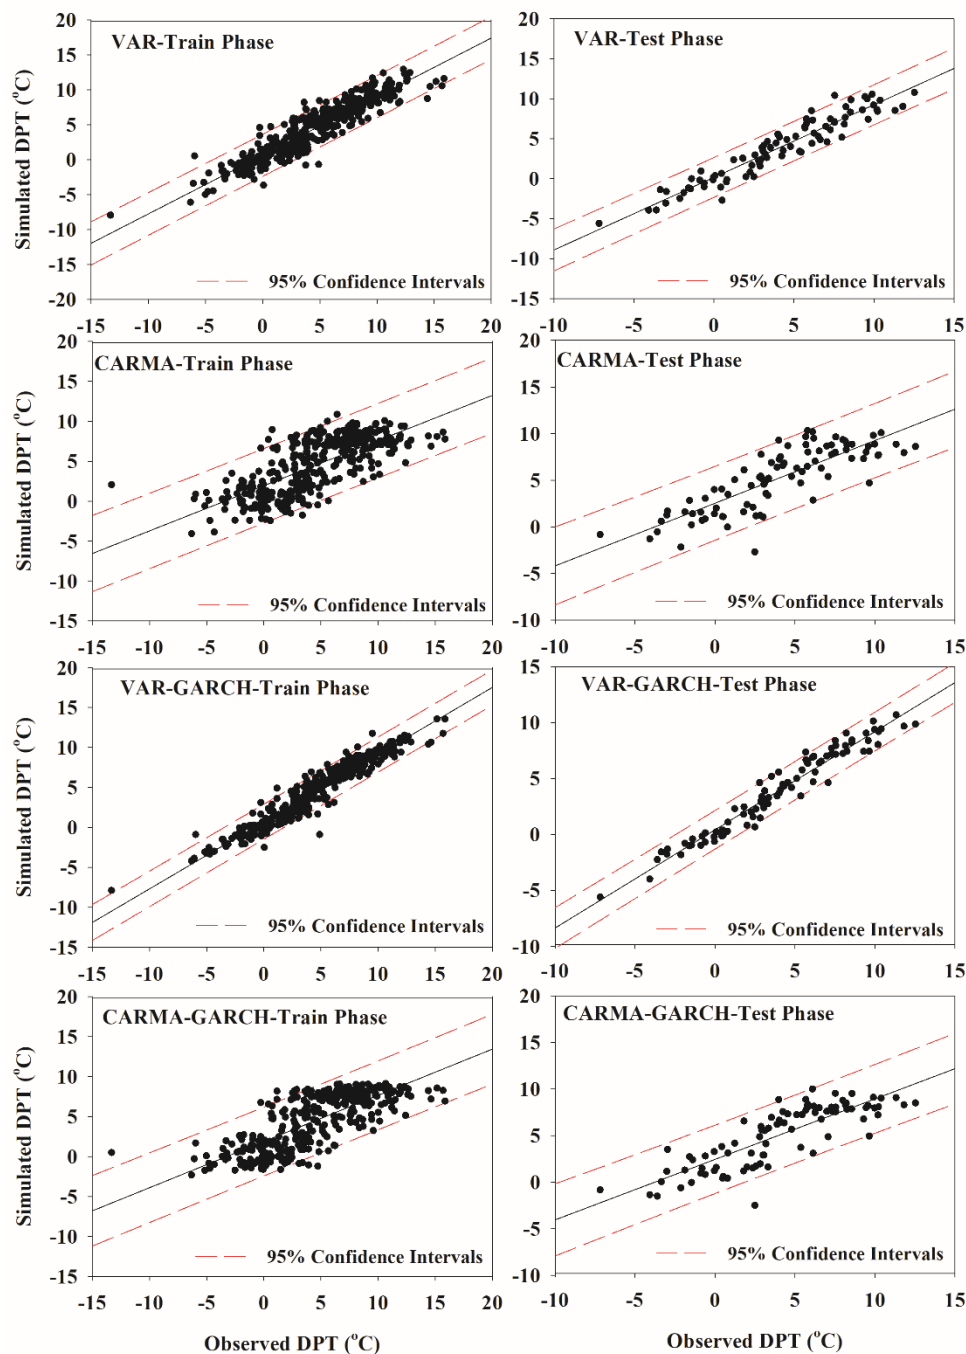 VAR-Train Phase
Simulated DPT (°C)
20
15
10
5
0
-5
-10
-15
-20
95% Confidence Intervals
-15 -10 -5 0 5 10 15 20
VAR-Test Phase
20
15
10
5
0
-5
-10
-15
95% Confidence Intervals
-10 -5 0 5 10 15
CARMA-Train Phase
Simulated DPT (°C)
20
15
10
5
0
-5
-10
-15
95% Confidence Intervals
-15 -10 -5 0 5 10 15 20
CARMA-Test Phase
20
15
10
5
0
-5
-10
95% Confidence Intervals
-10 -5 0 5 10 15
VAR-GARCH-Train Phase
Simulated DPT (°C)
20
15
10
5
0
-5
-10
-15
95% Confidence Intervals
-15 -10 -5 0 5 10 15 20
VAR-GARCH-Test Phase
15
10
5
0
-5
-10
95% Confidence Intervals
-10 -5 0 5 10 15
CARMA-GARCH-Train Phase
Simulated DPT (°C)
20
15
10
5
0
-5
-10
-15
95% Confidence Intervals
-15 -10 -5 0 5 10 15 20
Observed DPT (°C)
CARMA-GARCH-Test Phase
20
15
10
5
0
-5
-10
95% Confidence Intervals
-10 -5 0 5 10 15
Observed DPT (°C)